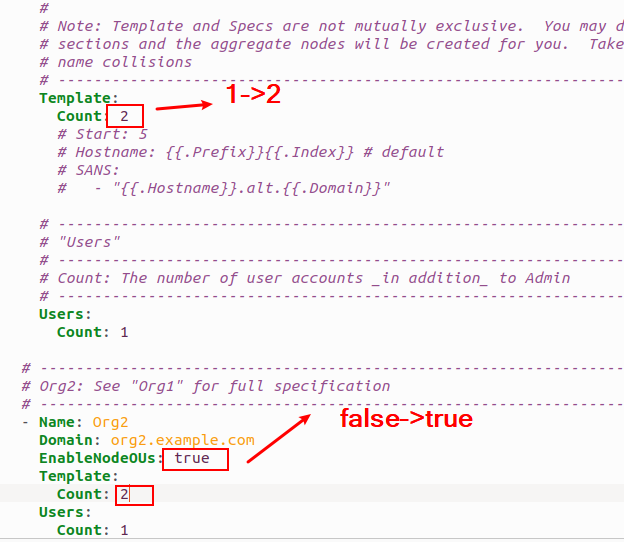 #
# Note: Template and Specs are not mutually exclusive. You may d
# sections and the aggregate nodes will be created for you. Take
# name collisions
# ---------------------------------------------------------------
Template:
Count: 2
1->2
# Start: 5
# Hostname: {{.Prefix}}{{.Index}} # default
# SANS:
#   - "{{.Hostname}}.alt.{{.Domain}}"
# ---------------------------------------------------------------
# "Users"
# ---------------------------------------------------------------
# Count: The number of user accounts _in addition_ to Admin
# ---------------------------------------------------------------
Users:
Count: 1
# -----------------------------------------------------------------
# Org2: See "Org1" for full specification
# -----------------------------------------------------------------
- Name: Org2
false->true
Domain: org2.example.com
EnableNodeOUs: true
Template:
Count: 2
Users:
Count: 1